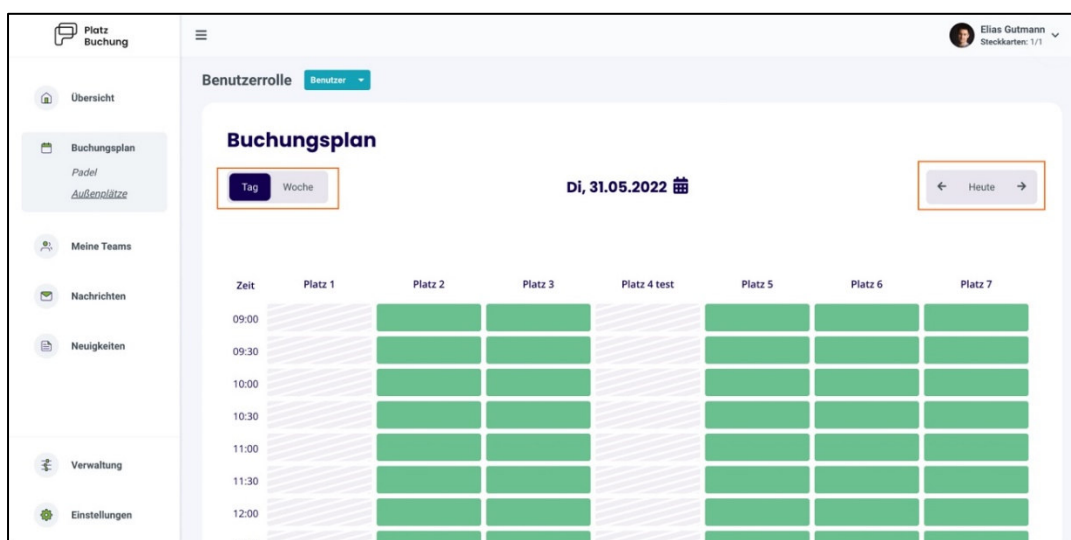 Platz
Buchung
Elias Gutmann
Steckkarten: 1/1
Benutzerrolle Benutzer
Übersicht
Buchungsplan
Padel
Außenplätze
Meine Teams
Nachrichten
Neuigkeiten
Verwaltung
Einstellungen
Buchungsplan
Tag Woche
Di, 31.05.2022
Heute
Zeit Platz 1 Platz 2 Platz 3 Platz 4 test Platz 5 Platz 6 Platz 7
09:00
09:30
10:00
10:30
11:00
11:30
12:00